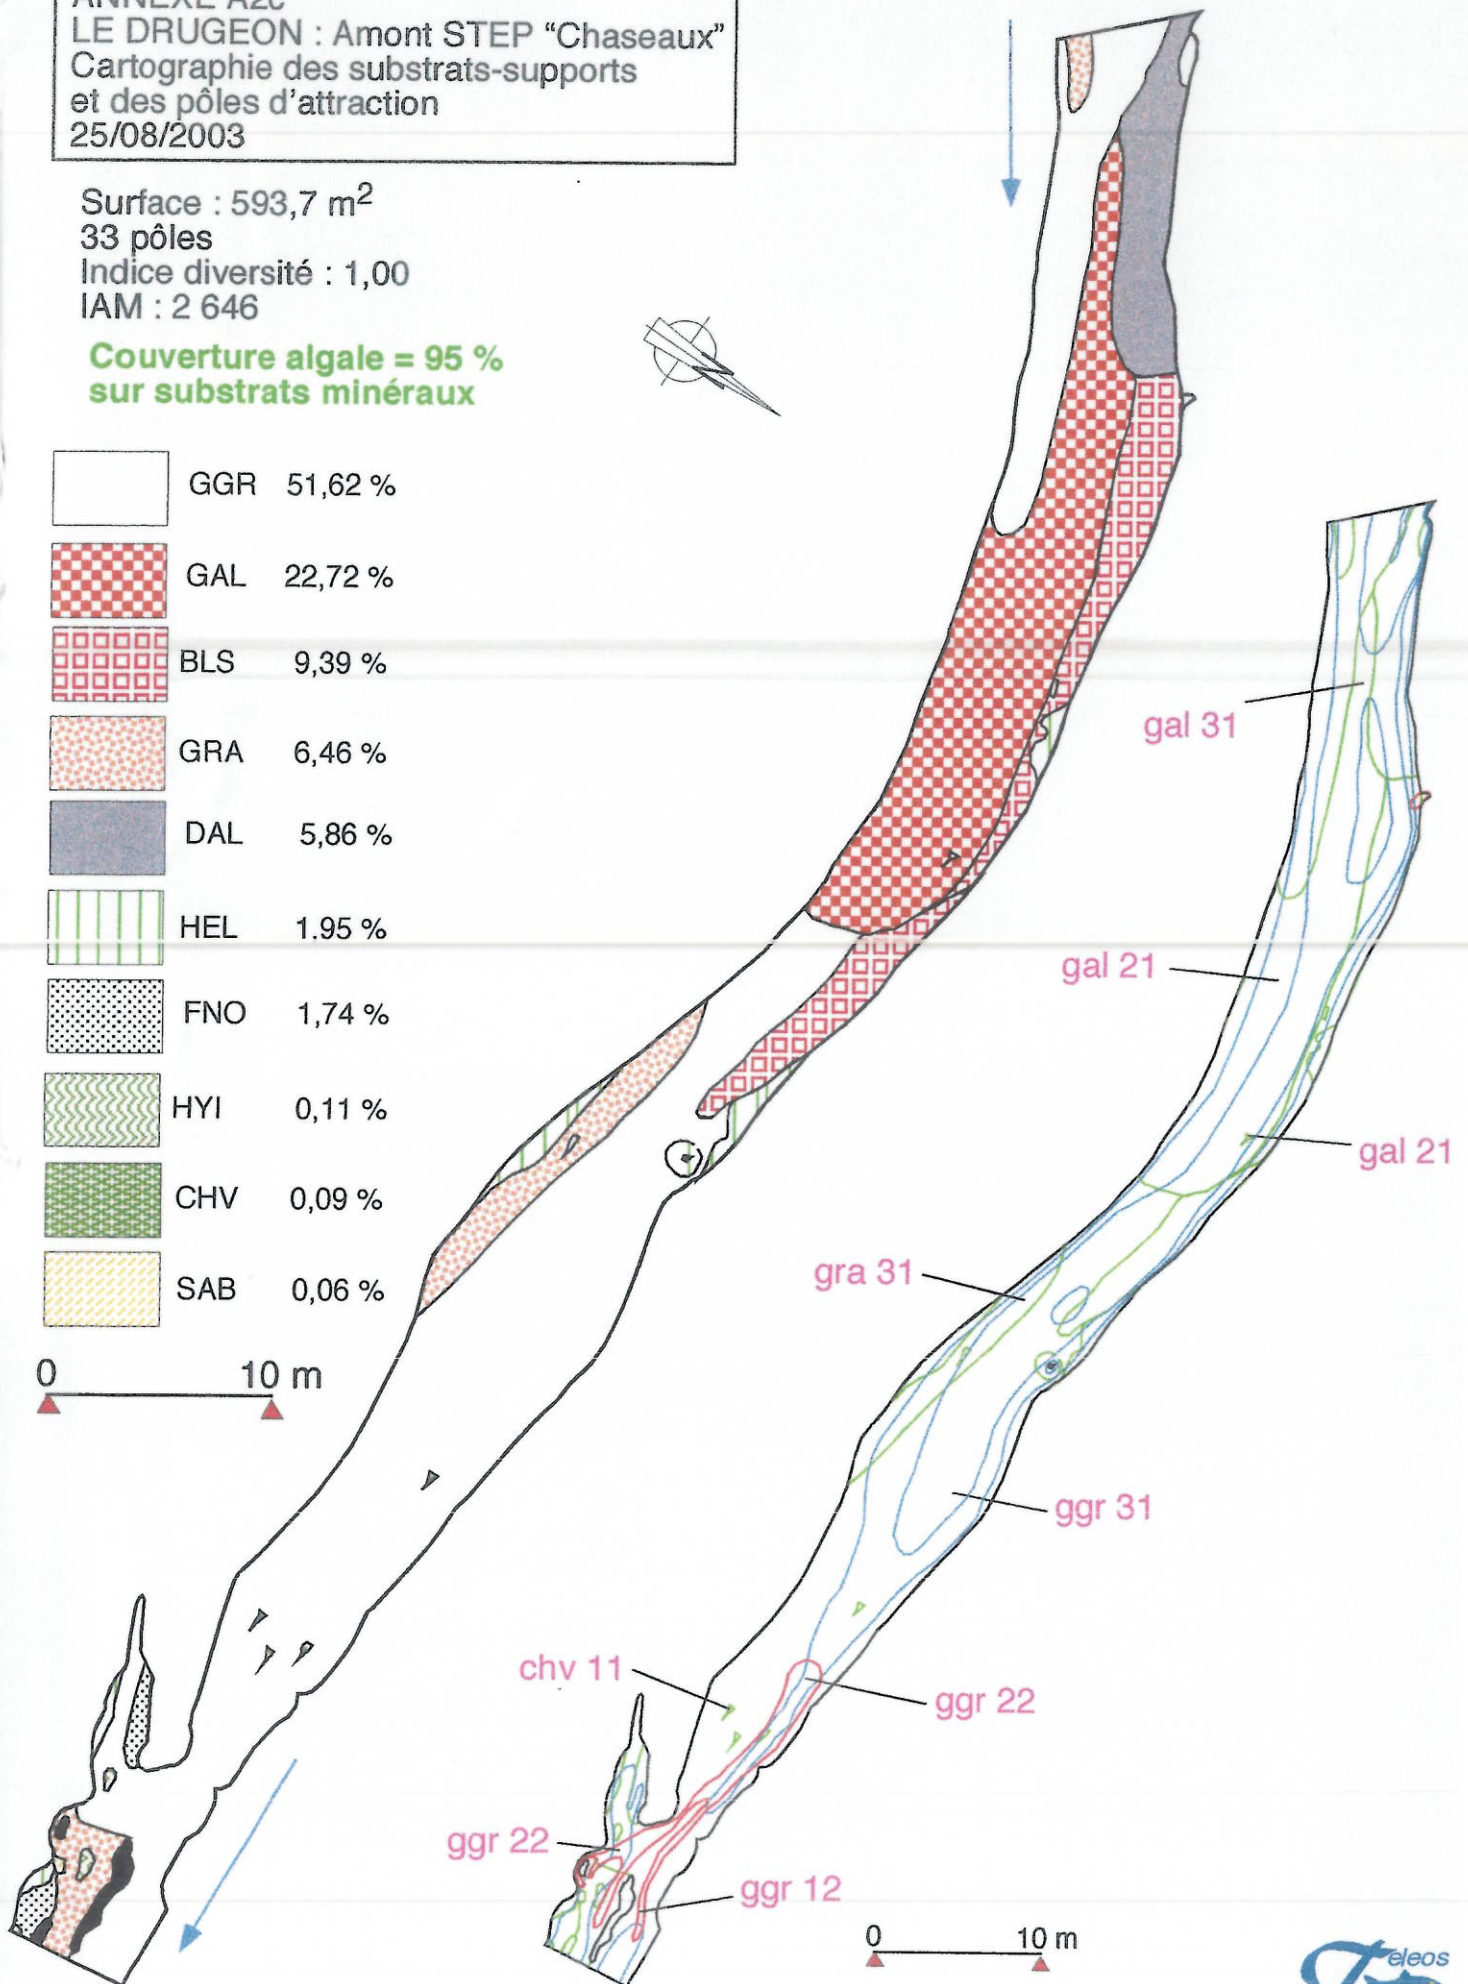 ANNEXE A2c
LE DRUGEON : Amont STEP “Chaseaux”
Cartographie des substrats-supports
et des pôles d’attraction
25/08/2003
Surface : 593,7 m²
33 pôles
Indice diversité : 1,00
IAM : 2 646
Couverture algale = 95 %
sur substrats minéraux
N
GGR 51,62 %
GAL 22,72 %
BLS 9,39 %
GRA 6,46 %
DAL 5,86 %
HEL 1.95 %
FNO 1,74 %
HYI 0,11 %
CHV 0,09 %
SAB 0,06 %
0 10 m
gal 31
gal 21
gal 21
gra 31
ggr 31
chv 11
ggr 22
ggr 22
ggr 12
0 10 m
Teleos